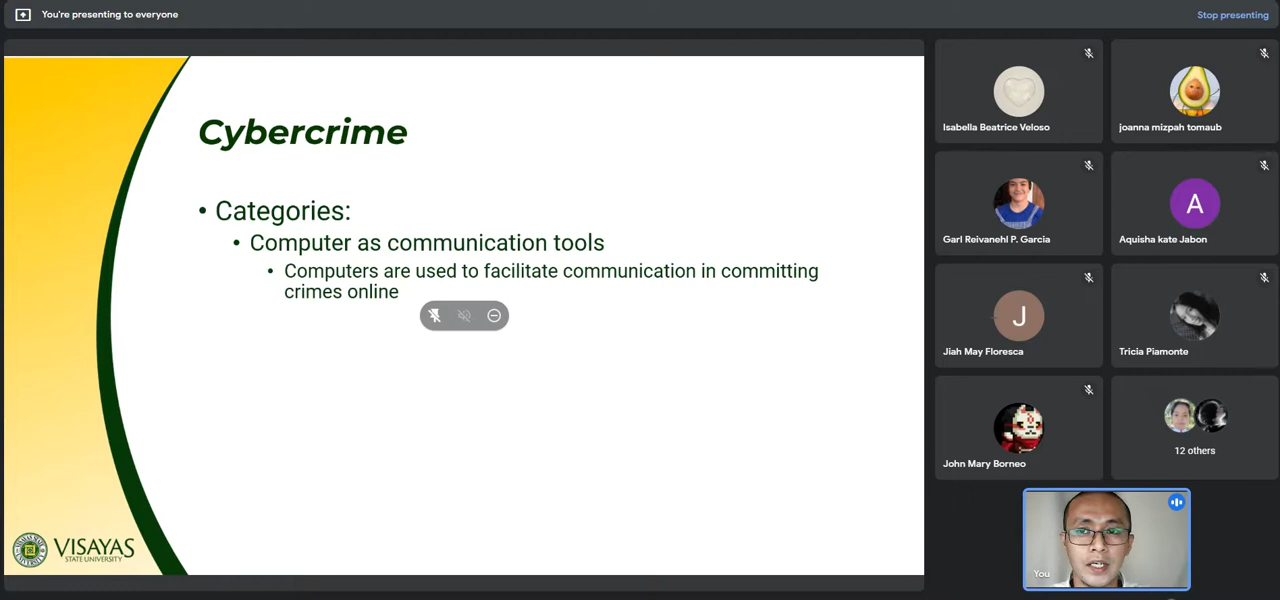 You're presenting to everyone
Stop presenting
Cybercrime
• Categories:
• Computer as communication tools
• Computers are used to facilitate communication in committing
crimes online
VISAYAS
STATE UNIVERSITY
Isabella Beatrice Veloso
joanna mizpah tomaub
Garl Reivanehl P. Garcia
A
Aquisha kate Jabon
J
Jiah May Floresca
Tricia Piamonte
John Mary Borneo
12 others
You